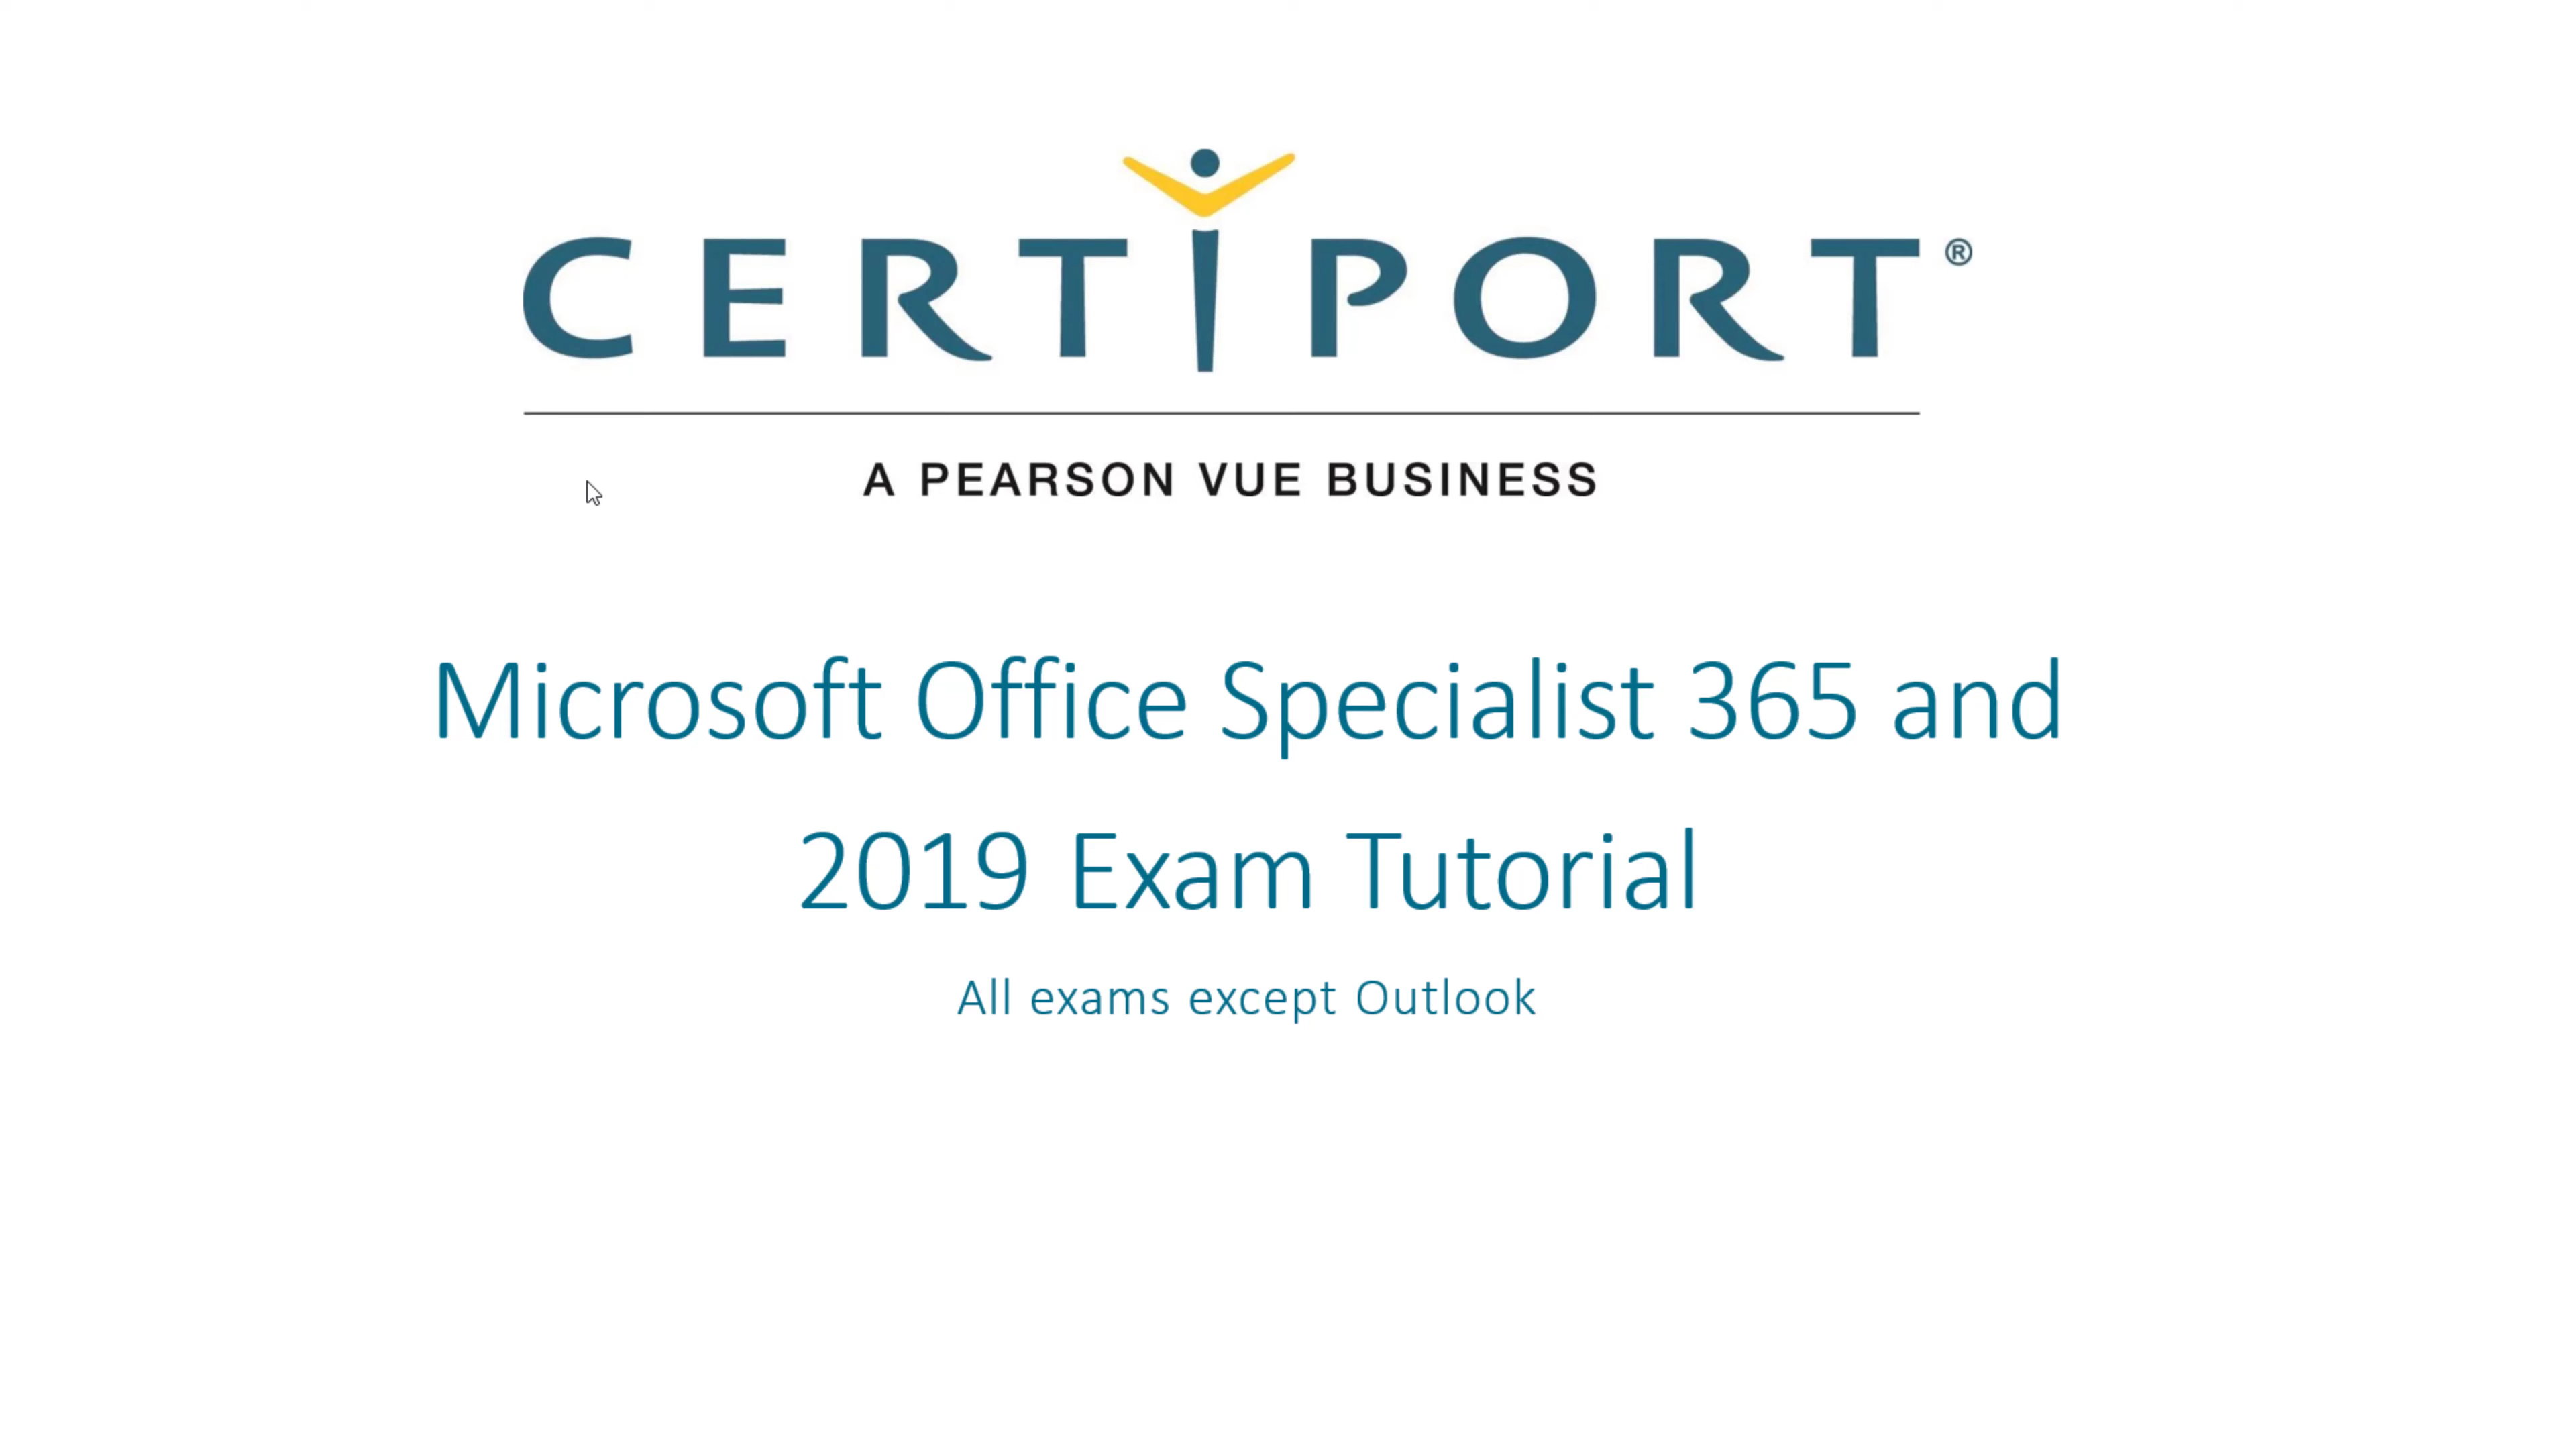 CERTIPORT®
A PEARSON VUE BUSINESS
Microsoft Office Specialist 365 and
2019 Exam Tutorial
All exams except Outlook